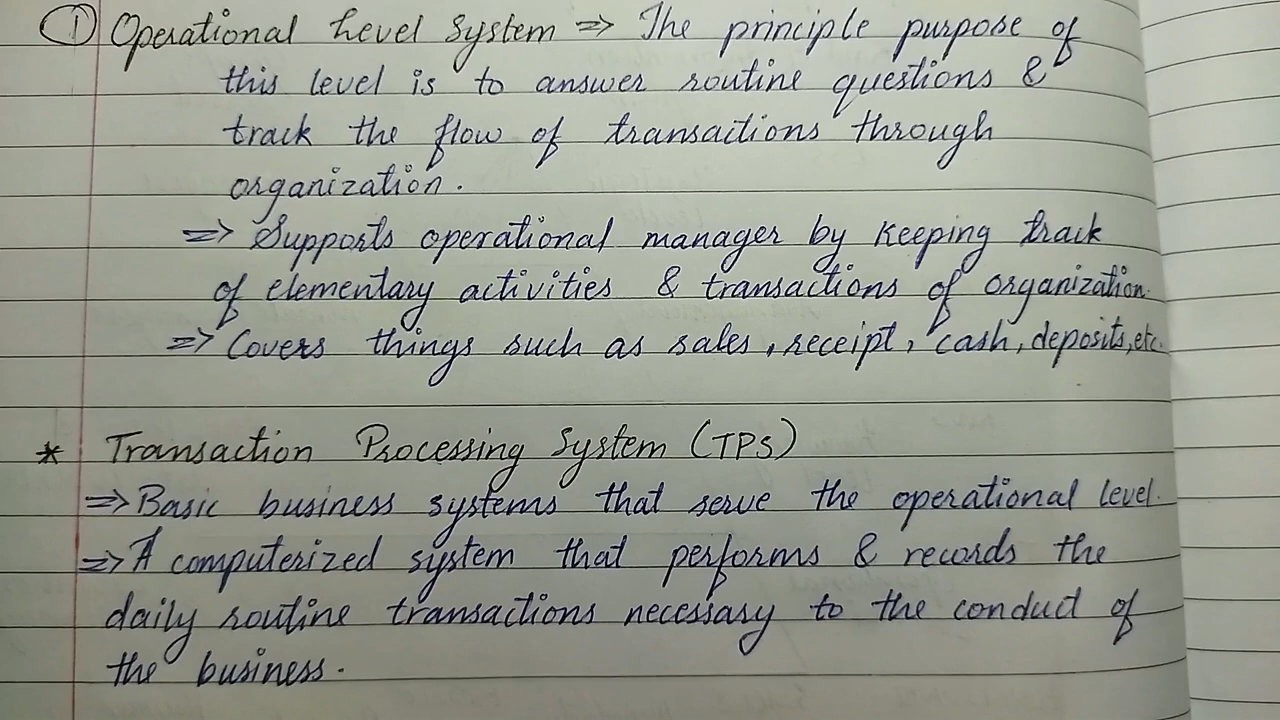 ① Operational Level System => The principle purpose of
this level is to answer routine questions &
track the flow of transactions through
organization.
=> Supports operational manager by keeping track
of elementary activities & transactions of organization.
=> Covers things such as sales, receipt, cash, deposits, etc.
* Transaction Processing System (TPS)
=> Basic business systems that serve the operational level.
=> A computerized system that performs & records the
daily routine transactions necessary to the conduct of
the business.